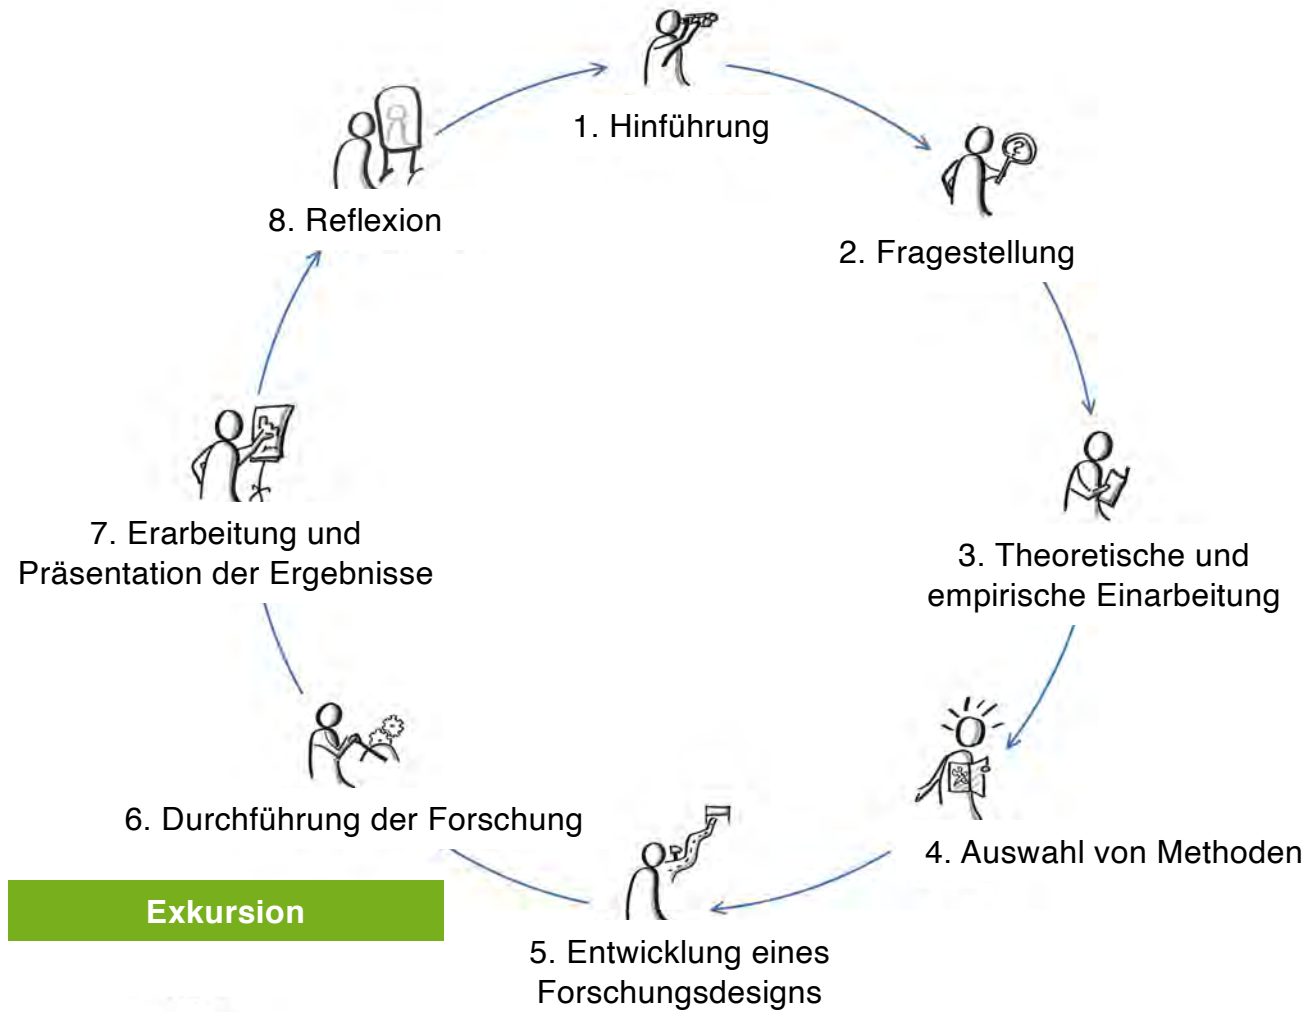 1. Hinführung
2. Fragestellung
3. Theoretische und
empirische Einarbeitung
4. Auswahl von Methoden
5. Entwicklung eines
Forschungsdesigns
6. Durchführung der Forschung
Exkursion
7. Erarbeitung und
Präsentation der Ergebnisse
8. Reflexion
?